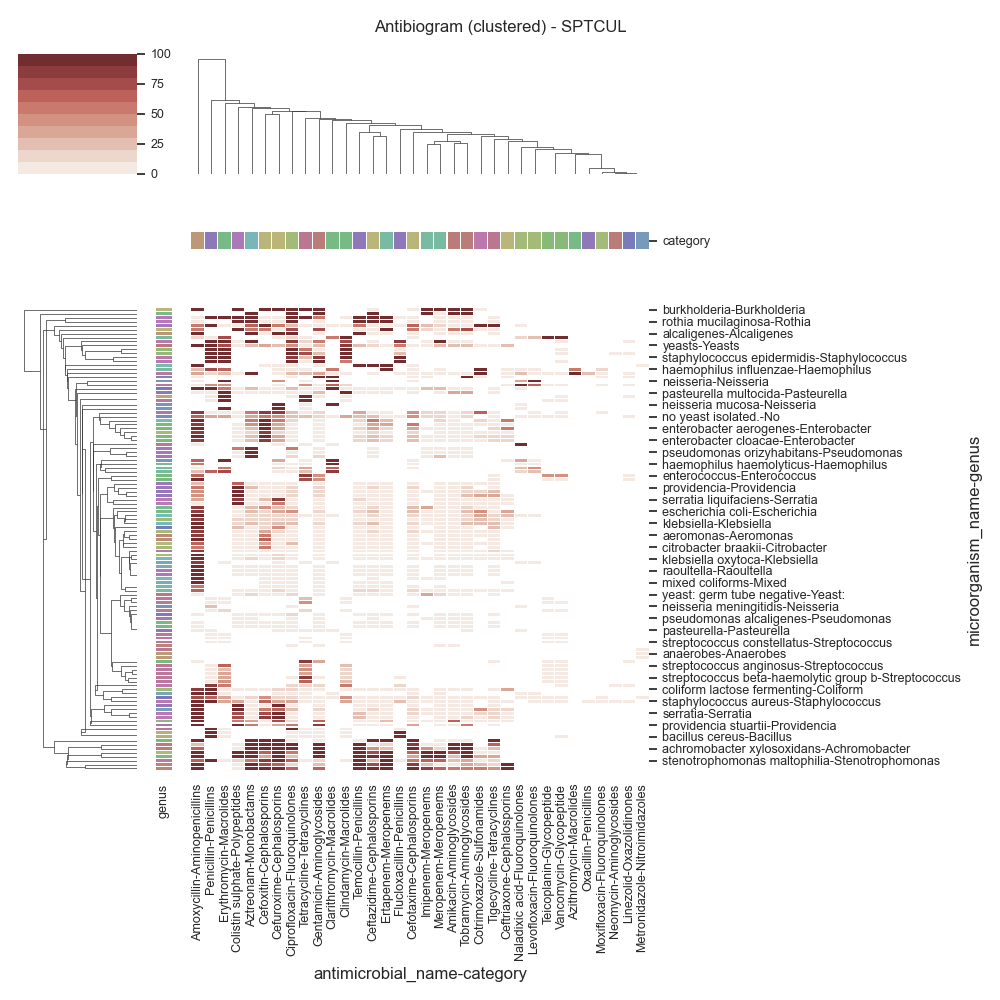 Antibiogram (clustered) - SPTCUL
100
75
50
25
0
category
burkholderia-Burkholderia
rothia mucilaginosa-Rothia
alcaligenes-Alcaligenes
yeasts-Yeasts
staphylococcus epidermidis-Staphylococcus
haemophilus influenzae-Haemophilus
neisseria-Neisseria
pasteurella multocida-Pasteurella
neisseria mucosa-Neisseria
no yeast isolated.-No
enterobacter aerogenes-Enterobacter
enterobacter cloacae-Enterobacter
pseudomonas orizyhabitans-Pseudomonas
haemophilus haemolyticus-Haemophilus
enterococcus-Enterococcus
providencia-Providencia
serratia liquifaciens-Serratia
escherichia coli-Escherichia
klebsiella-Klebsiella
aeromonas-Aeromonas
citrobacter braakii-Citrobacter
klebsiella oxytoca-Klebsiella
raoultella-Raoultella
mixed coliforms-Mixed
yeast: germ tube negative-Yeast:
neisseria meningitidis-Neisseria
pseudomonas alcaligenes-Pseudomonas
pasteurella-Pasteurella
streptococcus constellatus-Streptococcus
anaerobes-Anaerobes
streptococcus anginosus-Streptococcus
streptococcus beta-haemolytic group b-Streptococcus
coliform lactose fermenting-Coliform
staphylococcus aureus-Staphylococcus
serratia-Serratia
providencia stuartii-Providencia
bacillus cereus-Bacillus
achromobacter xylosoxidans-Achromobacter
stenotrophomonas maltophilia-Stenotrophomonas
microorganism_name-genus
genus
Amoxycillin-Aminopenicillins
Penicillin-Penicillins
Erythromycin-Macrolides
Colistin sulphate-Polypeptides
Aztreonam-Monobactams
Cefoxitin-Cephalosporins
Cefuroxime-Cephalosporins
Ciprofloxacin-Fluoroquinolones
Tetracycline-Tetracyclines
Gentamicin-Aminoglycosides
Clarithromycin-Macrolides
Clindamycin-Macrolides
Temocillin-Penicillins
Ceftazidime-Cephalosporins
Ertapenem-Meropenems
Flucloxacillin-Penicillins
Cefotaxime-Cephalosporins
Imipenem-Meropenems
Meropenem-Meropenems
Amikacin-Aminoglycosides
Tobramycin-Aminoglycosides
Cotrimoxazole-Sulfonamides
Tigecycline-Tetracyclines
Ceftriaxone-Cephalosporins
Naladixic acid-Fluoroquinolones
Levofloxacin-Fluoroquinolones
Teicoplanin-Glycopeptide
Vancomycin-Glycopeptide
Azithromycin-Macrolides
Oxacillin-Penicillins
Moxifloxacin-Fluoroquinolones
Neomycin-Aminoglycosides
Linezolid-Oxazolidinones
Metronidazole-Nitroimidazoles
antimicrobial_name-category